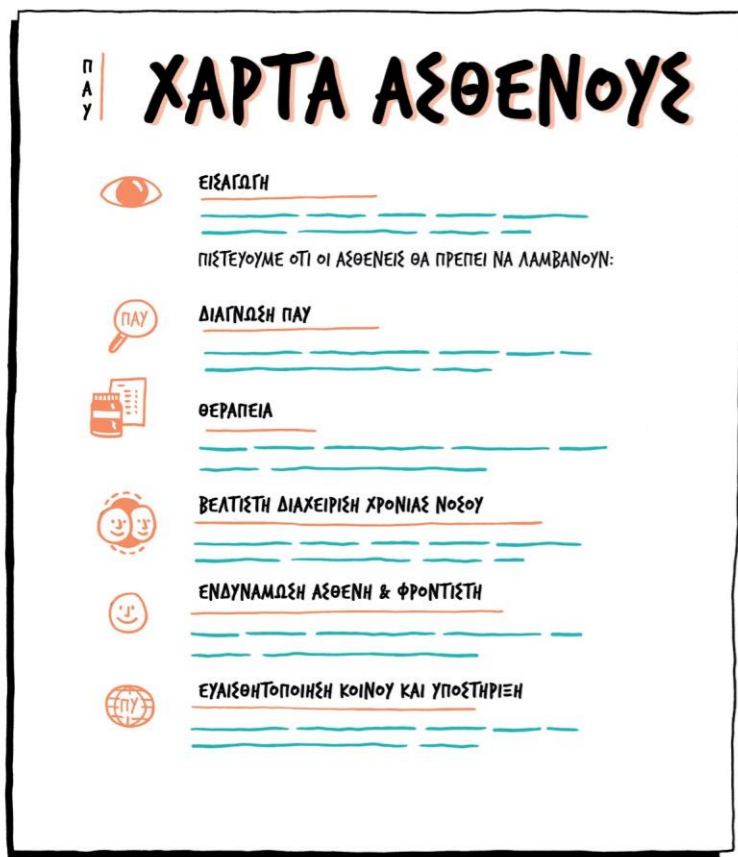 ΠΑΥ
ΧΑΡΤΑ ΑΣΘΕΝΟΥΣ
ΕΙΣΑΓΩΓΗ
ΠΙΣΤΕΥΟΥΜΕ ΟΤΙ ΟΙ ΑΣΘΕΝΕΙΣ ΘΑ ΠΡΕΠΕΙ ΝΑ ΛΑΜΒΑΝΟΥΝ:
ΠΑΥ
ΔΙΑΓΝΩΣΗ ΠΑΥ
ΘΕΡΑΠΕΙΑ
ΒΕΛΤΙΣΤΗ ΔΙΑΧΕΙΡΙΣΗ ΧΡΟΝΙΑΣ ΝΟΣΟΥ
ΕΝΔΥΝΑΜΩΣΗ ΑΣΘΕΝΗ & ΦΡΟΝΤΙΣΤΗ
ΠΥ
ΕΥΑΙΣΘΗΤΟΠΟΙΗΣΗ ΚΟΙΝΟΥ ΚΑΙ ΥΠΟΣΤΗΡΙΞΗ